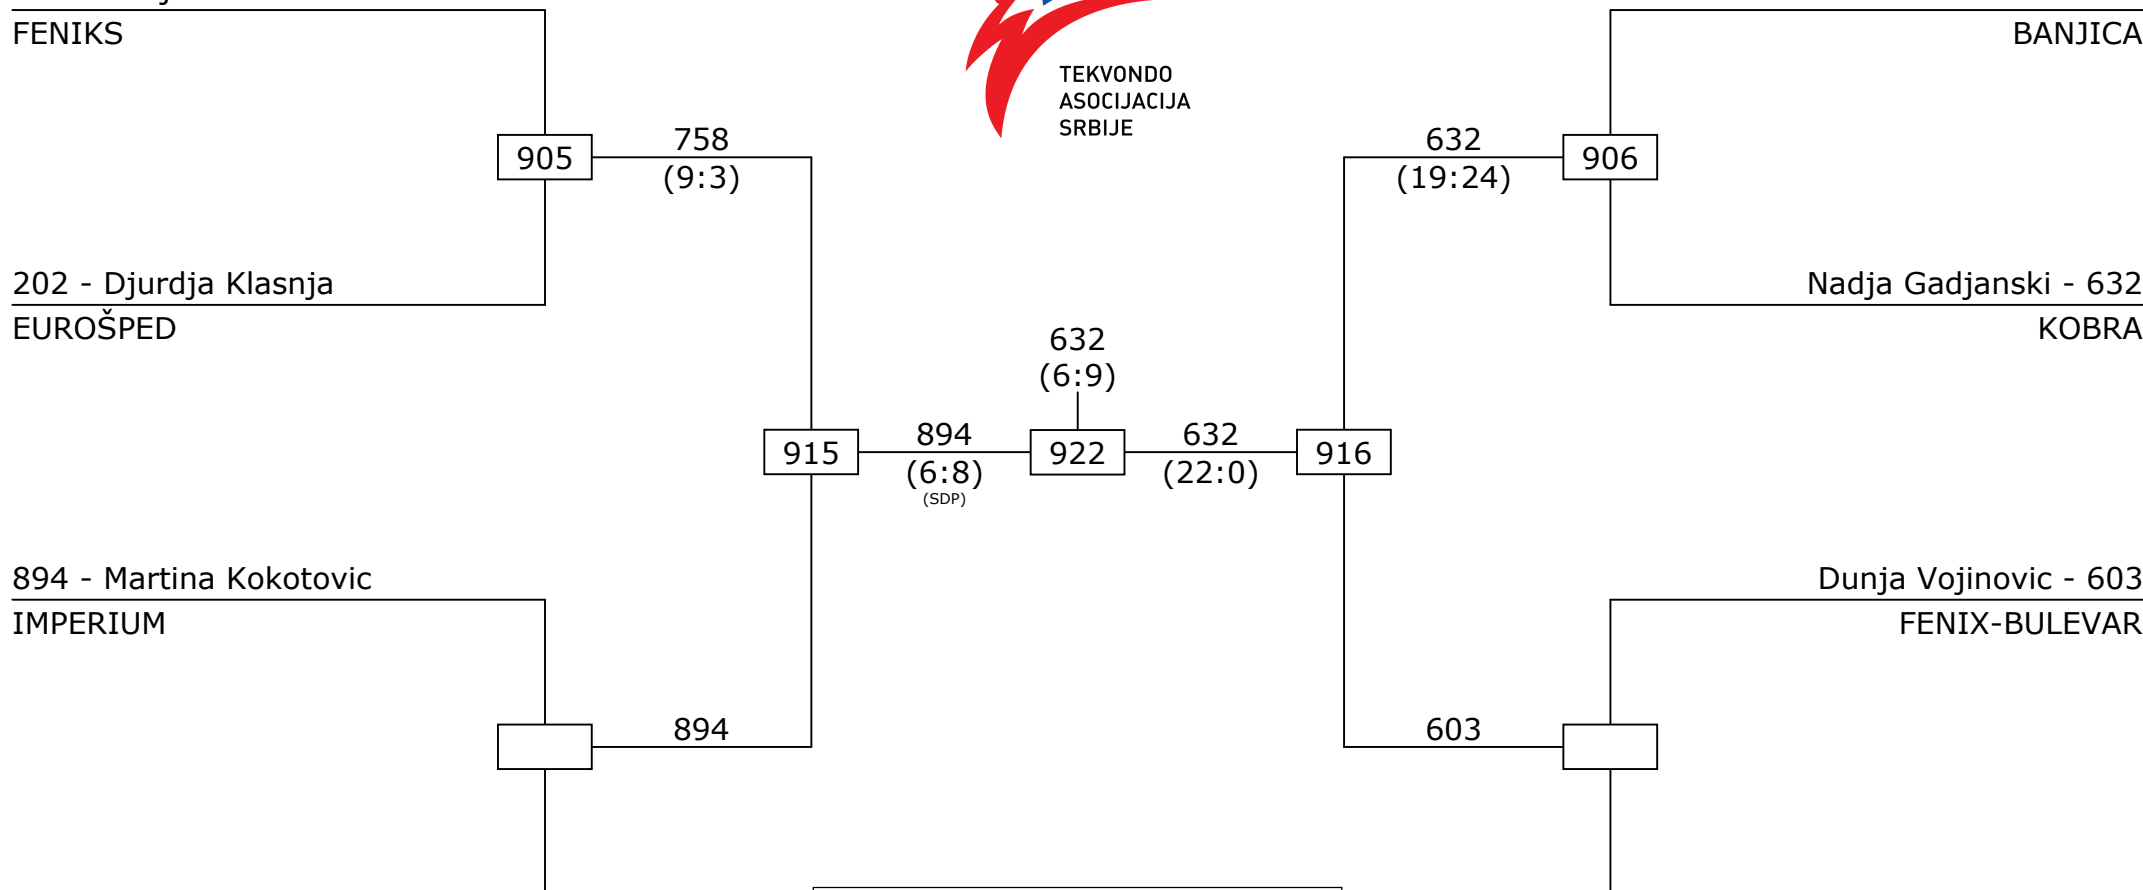 FENIKS
BANJICA
TEKVONDO
ASOCIJACIJA
SRBIJE
905
758
(9:3)
632
(19:24)
906
202 - Djurdja Klasnja
EUROŠPED
Nadja Gadjanski - 632
KOBRA
632
(6:9)
915
894
(6:8)
(SDP)
922
632
(22:0)
916
894 - Martina Kokotovic
IMPERIUM
Dunja Vojinovic - 603
FENIX-BULEVAR
894
603